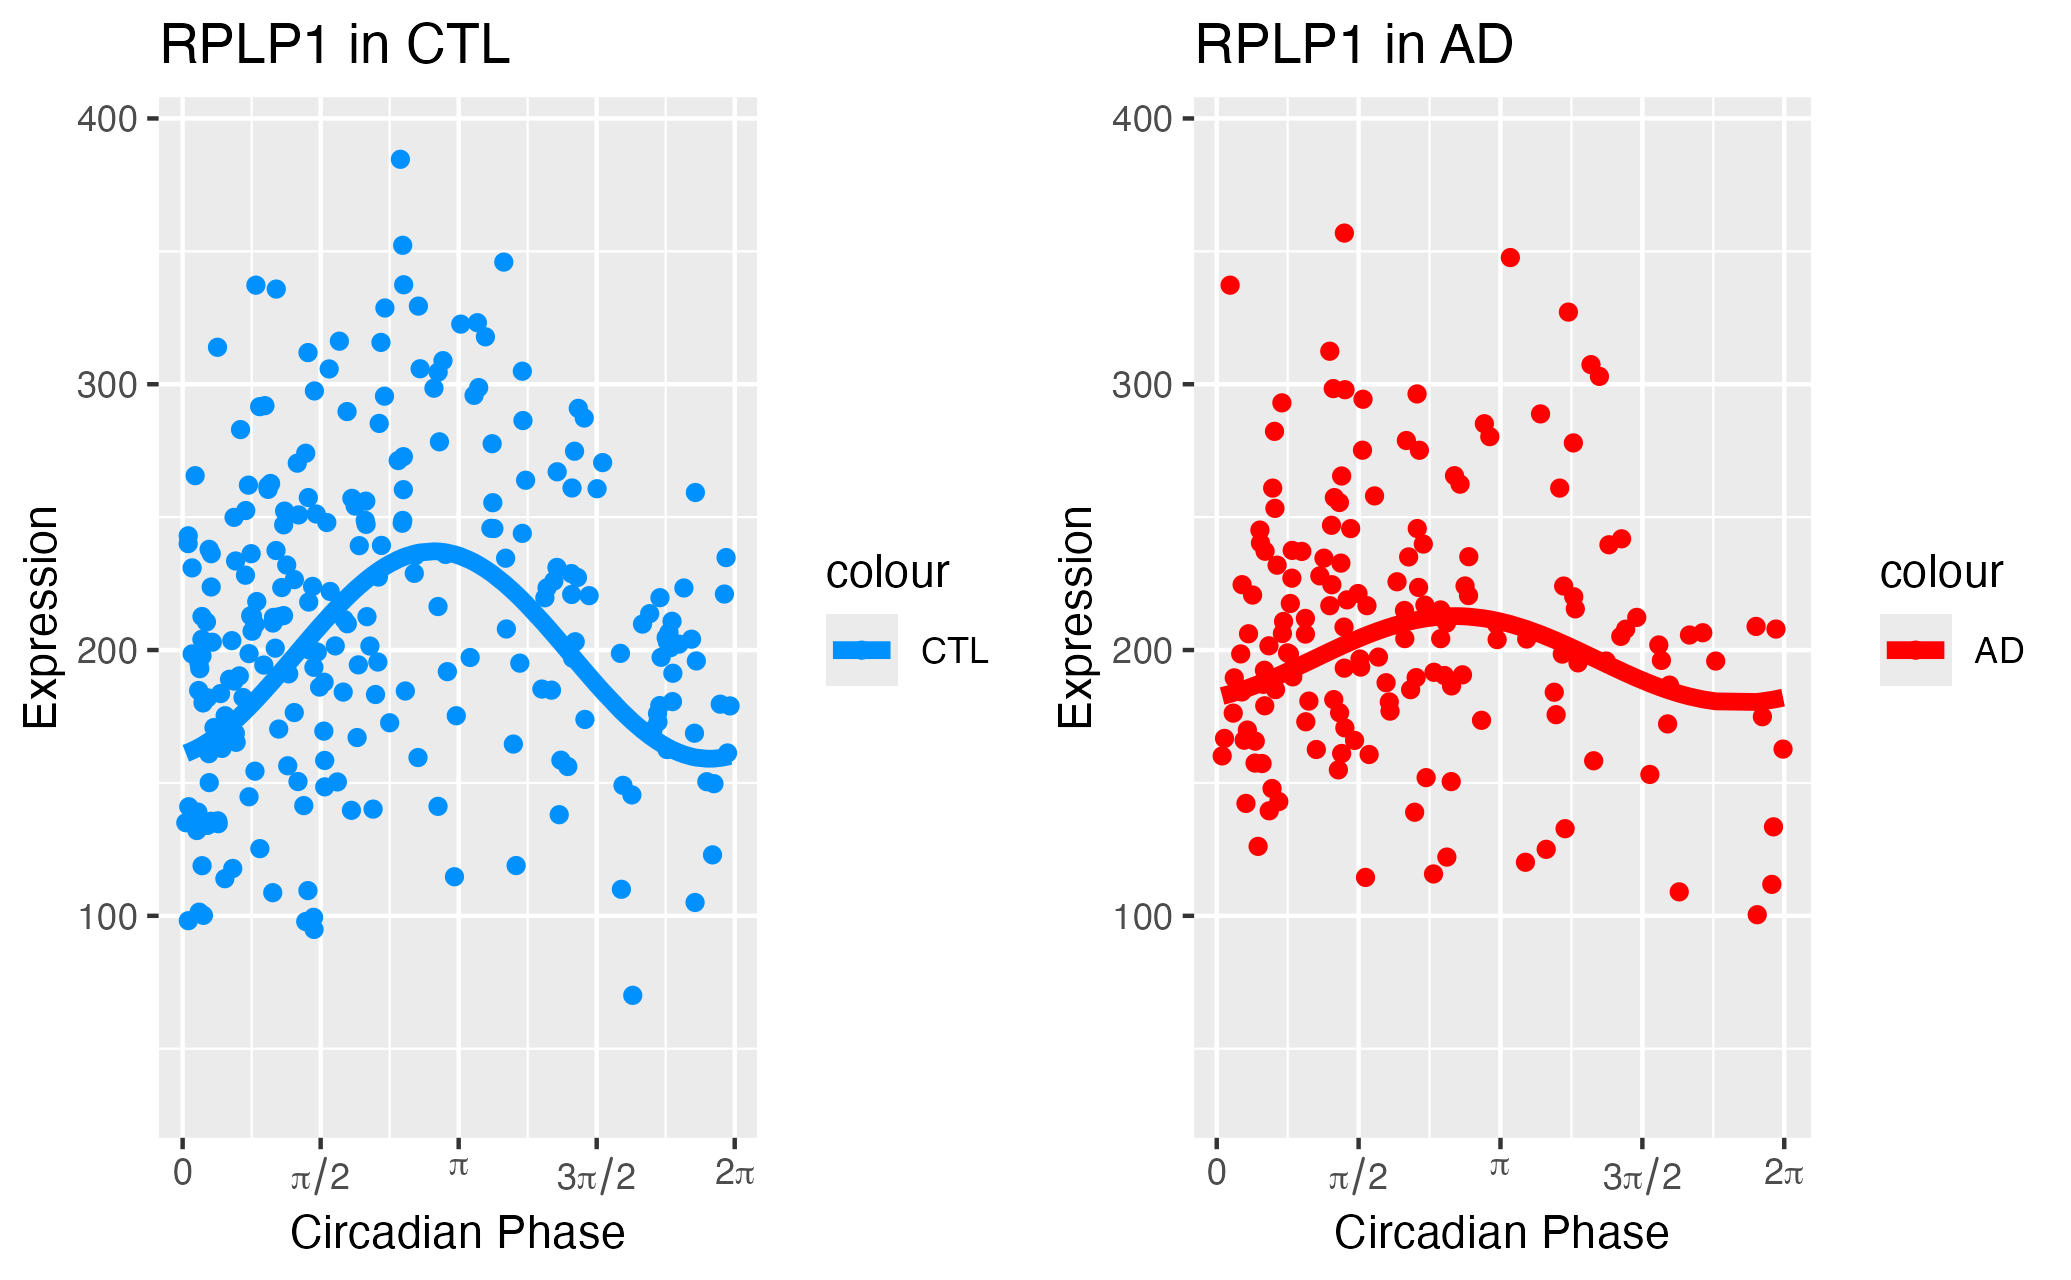 RPLP1 in CTL
400
300
200
100
Expression
0
π/2
π
3π/2
2π
Circadian Phase
colour
CTL
RPLP1 in AD
400
300
200
100
Expression
0
π/2
π
3π/2
2π
Circadian Phase
colour
AD